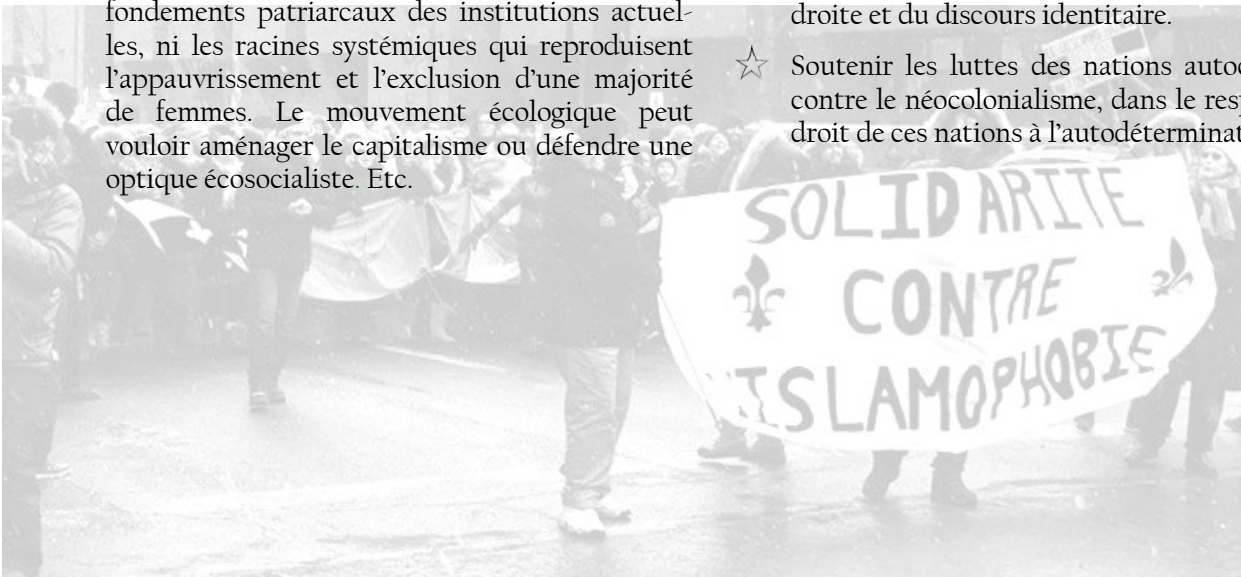 fondements patriarcaux des institutions actuel-
les, ni les racines systémiques qui reproduisent
l'appauvrissement et l'exclusion d'une majorité
de femmes. Le mouvement écologique peut
vouloir aménager le capitalisme ou défendre une
optique écosocialiste. Etc.
droite et du discours identitaire.
☆ Soutenir les luttes des nations
contre le néocolonialisme, dans le
droit de ces nations à
SOLIDARITE
CONTRE
ISLAMOPHOBIE